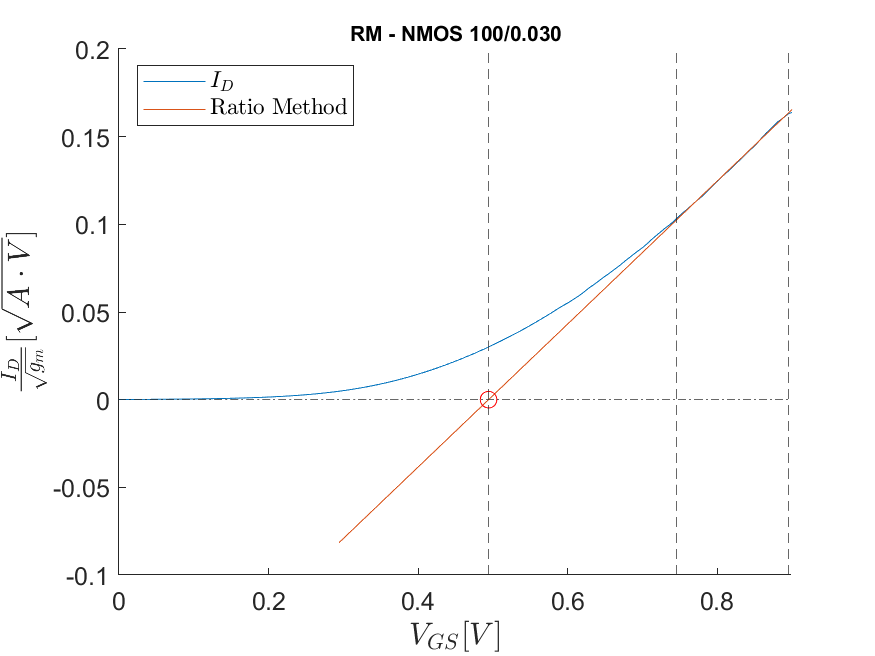 RM - NMOS 100/0.030
I_D
Ratio Method
0.2
0.15
0.1
0.05
0
-0.05
-0.1
I_D/√g_m [√A · V]
0 0.2 0.4 0.6 0.8
V_GS[V]